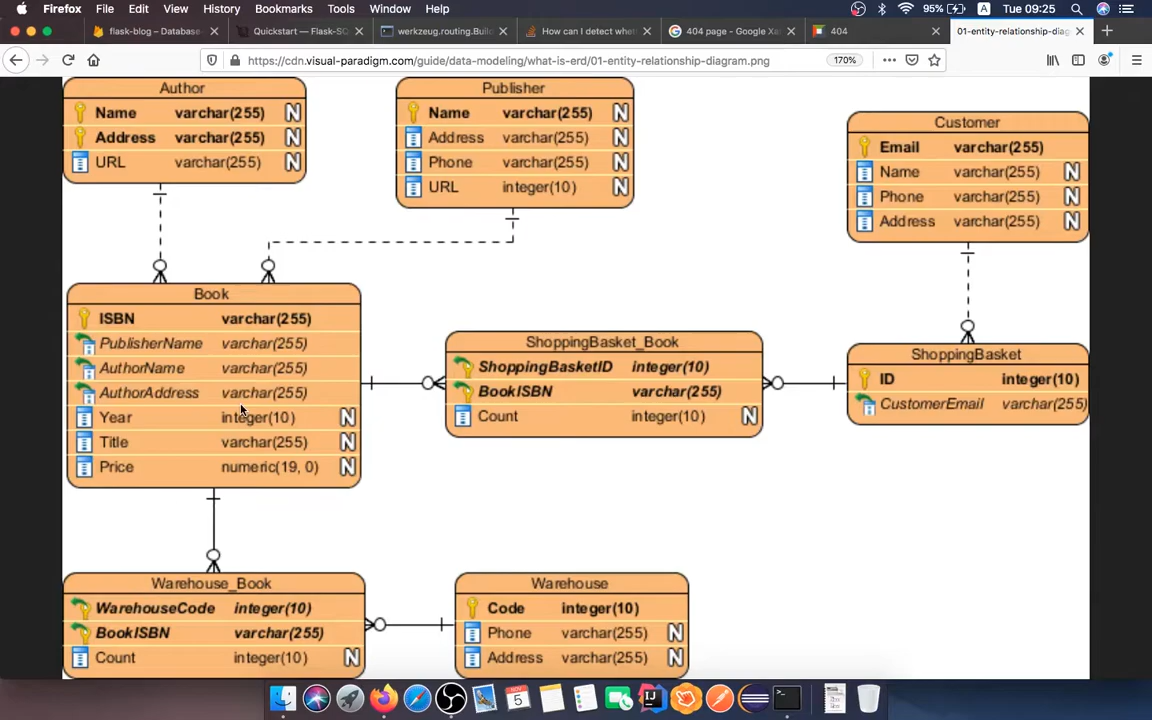 Firefox File Edit View History Bookmarks Tools Window Help 95% A Tue 09:25
flask-blog – Database
Quickstart — Flask-SQ
werkzeug.routing.Buil
How can I detect whet
404 page - Google Xa
404
01-entity-relationship-diag
https://cdn.visual-paradigm.com/guide/data-modeling/what-is-erd/01-entity-relationship-diagram.png 170%
Author
Name varchar(255) N
Address varchar(255) N
URL varchar(255) N
Publisher
Name varchar(255) N
Address varchar(255) N
Phone varchar(255) N
URL integer(10) N
Customer
Email varchar(255)
Name varchar(255) N
Phone varchar(255) N
Address varchar(255) N
Book
ISBN varchar(255)
PublisherName varchar(255)
AuthorName varchar(255)
AuthorAddress varchar(255)
Year integer(10) N
Title varchar(255) N
Price numeric(19, 0) N
ShoppingBasket_Book
ShoppingBasketID integer(10)
BookISBN varchar(255)
Count integer(10) N
ShoppingBasket
ID integer(10)
CustomerEmail varchar(255)
Warehouse_Book
WarehouseCode integer(10)
BookISBN varchar(255)
Count integer(10) N
Warehouse
Code integer(10)
Phone varchar(255) N
Address varchar(255) N
NOV
5